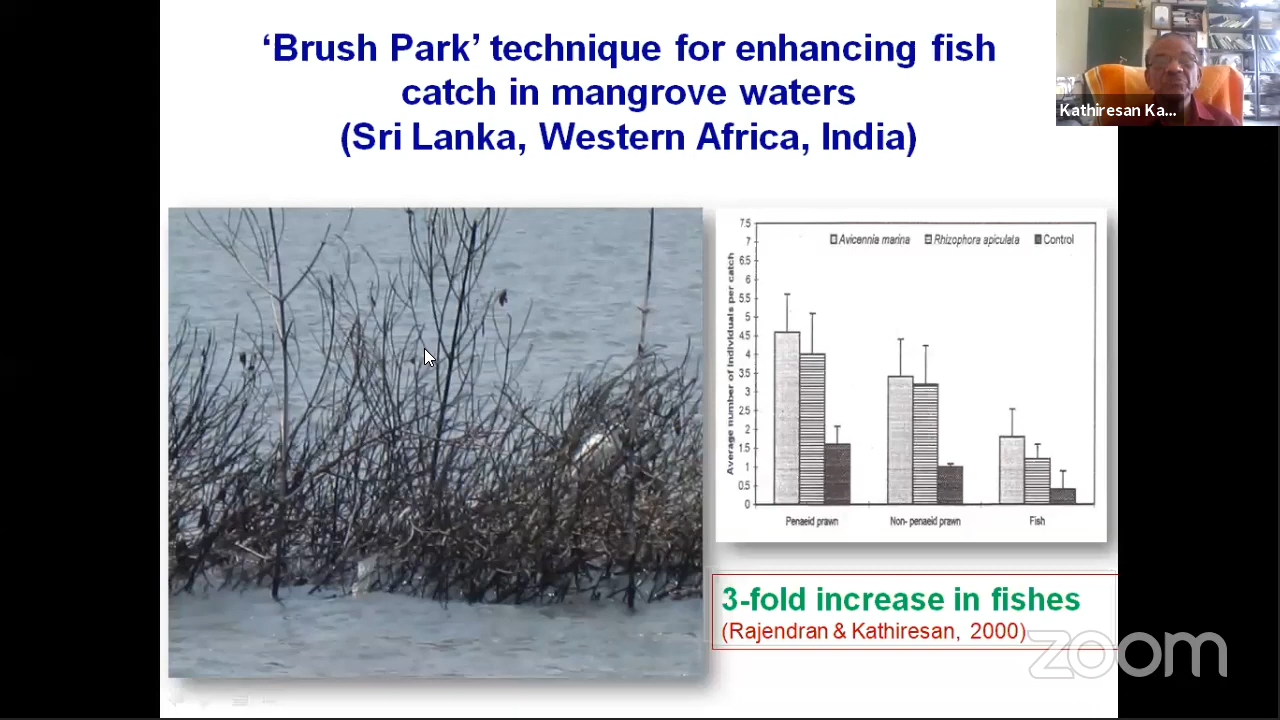 ‘Brush Park’ technique for enhancing fish
catch in mangrove waters
(Sri Lanka, Western Africa, India)
Kathiresan Ka...
Avicennia marina
Rhizophora apiculata
Control
Average number of individuals per catch
7.5
7
6.5
6
5.5
5
4.5
4
3.5
3
2.5
2
1.5
1
0.5
0
Penaeid prawn
Non- penaeid prawn
Fish
3-fold increase in fishes
(Rajendran & Kathiresan, 2000)
zoom